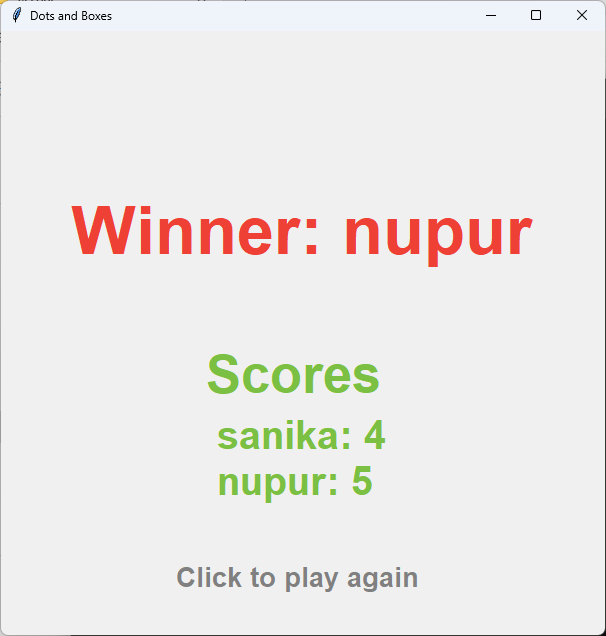 Dots and Boxes
Winner: nupur
Scores
sanika: 4
nupur: 5
Click to play again